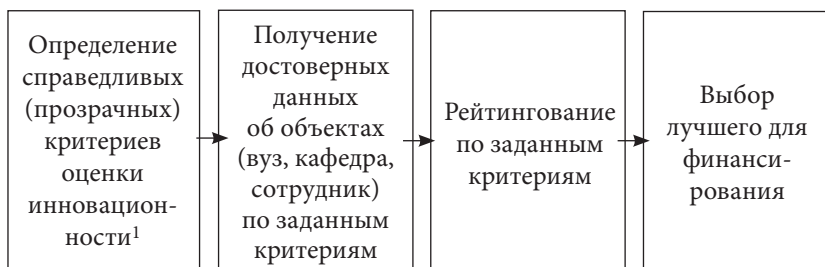 Определение
справедливых
(прозрачных)
критериев
оценки
инновацион-
ности¹
Получение
достоверных
данных
об объектах
(вуз, кафедра,
сотрудник)
по заданным
критериям
Рейтингование
по заданным
критериям
Выбор
лучшего для
финанси-
рования